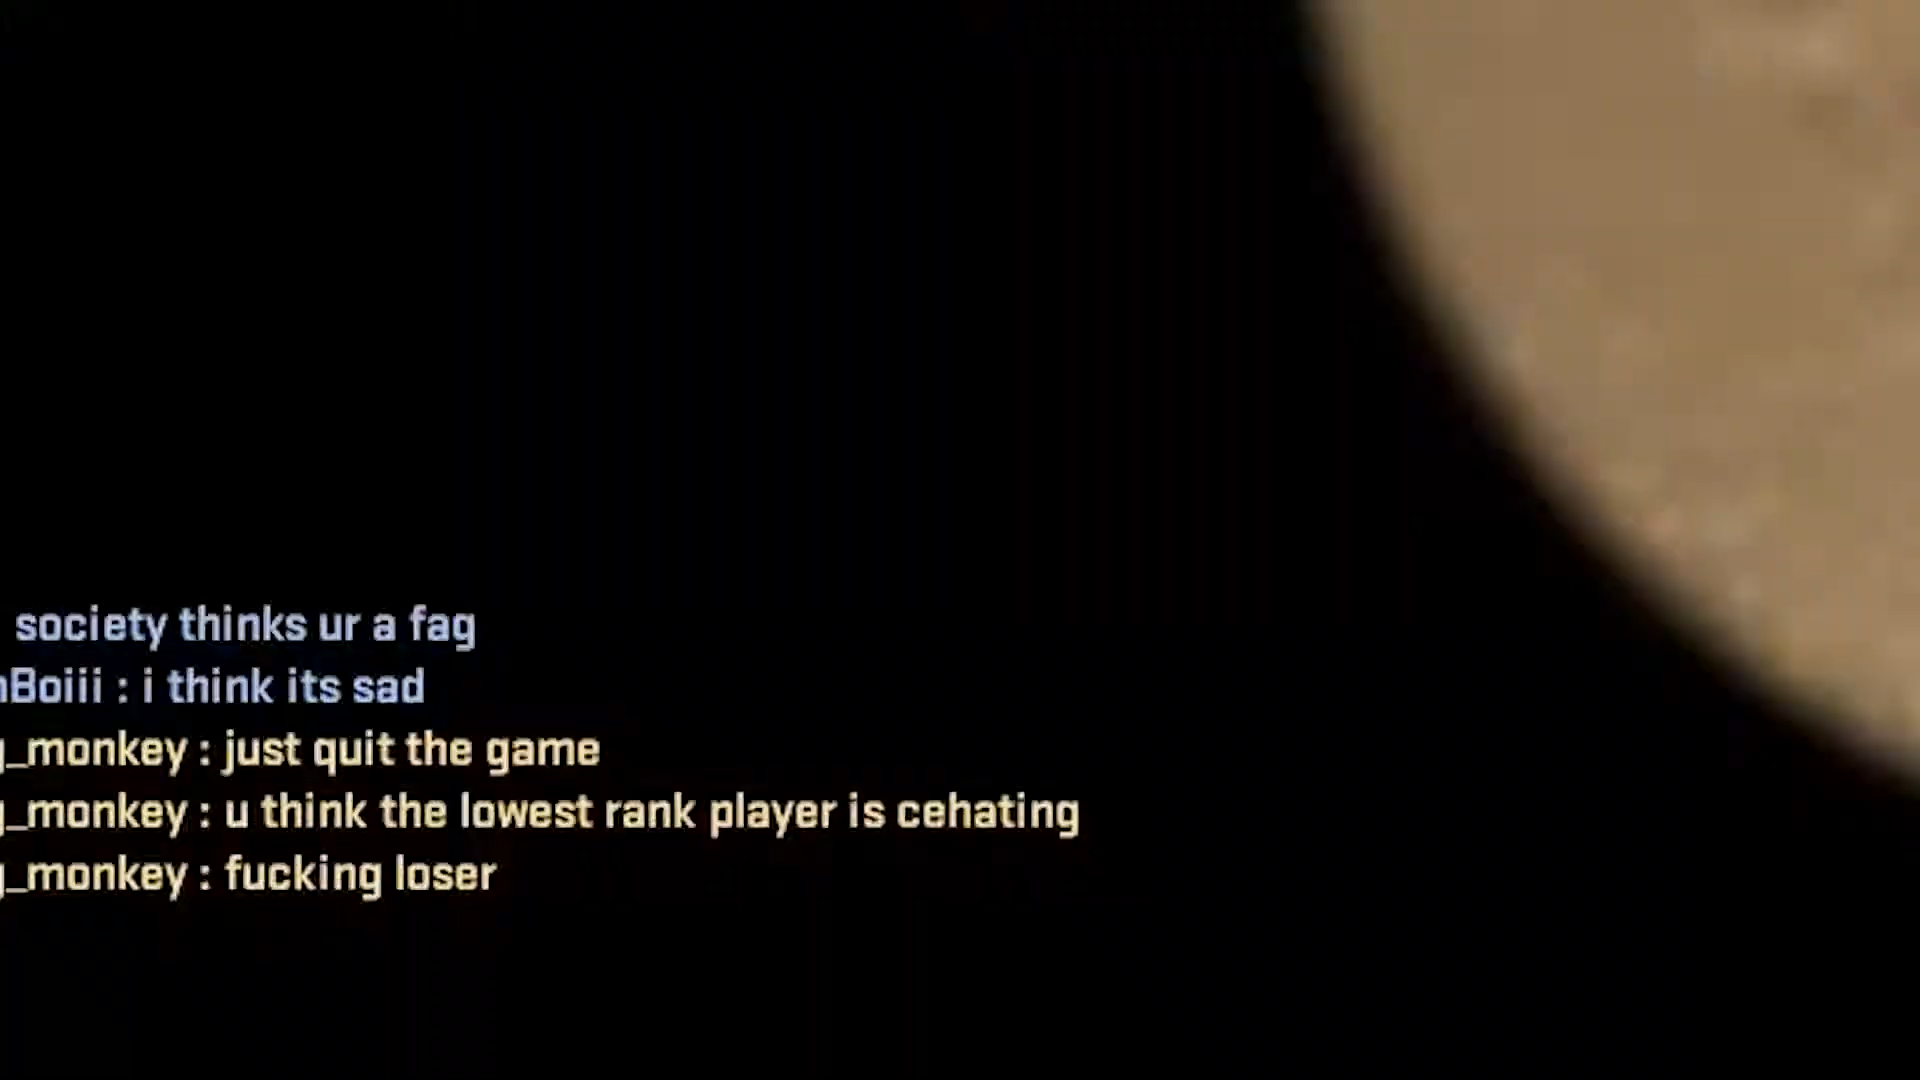 society thinks ur a fag
Boiii : i think its sad
_monkey : just quit the game
_monkey : u think the lowest rank player is cehating
_monkey : fucking loser